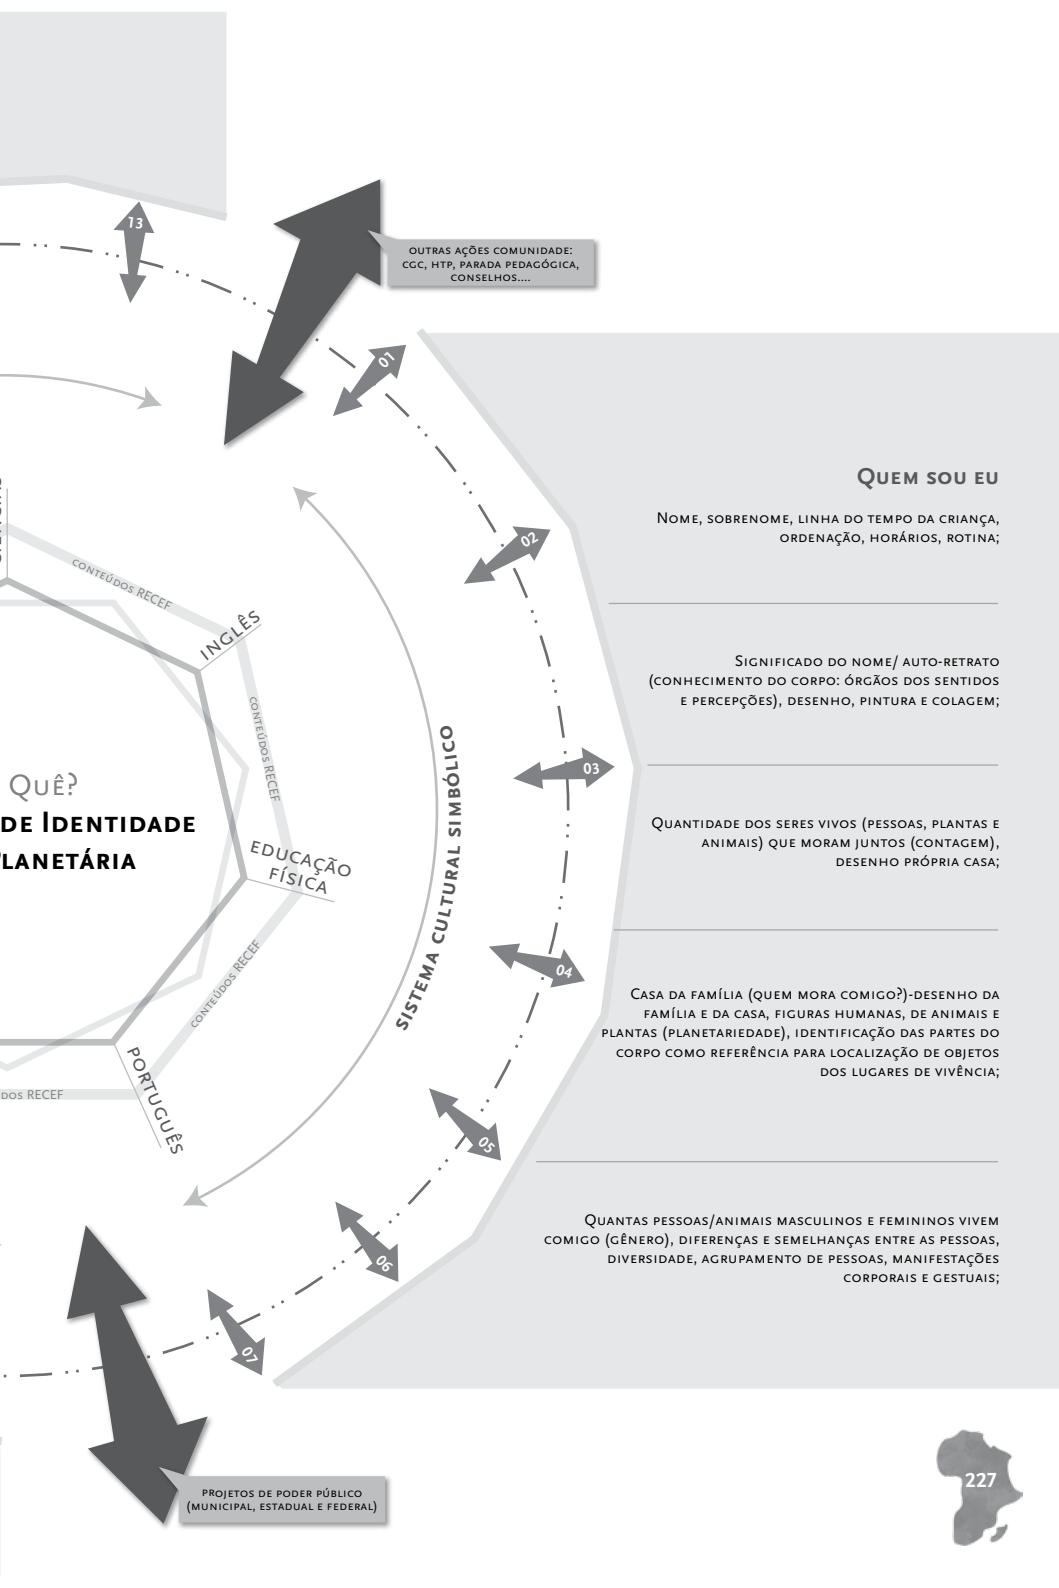 13
OUTRAS AÇÕES COMUNIDADE:
CGC, HTP, PARADA PEDAGÓGICA,
CONSELHOS....
01
QUEM SOU EU
NOME, SOBRENOME, LINHA DO TEMPO DA CRIANÇA,
ORDENAÇÃO, HORÁRIOS, ROTINA;
02
CONTEÚDOS RECEF
INGLÊS
SIGNIFICADO DO NOME/ AUTO-RETRATO
(CONHECIMENTO DO CORPO: ÓRGÃOS DOS SENTIDOS
E PERCEPÇÕES), DESENHO, PINTURA E COLAGEM;
CONTEÚDOS RECEF
03
QUÊ?
DE IDENTIDADE
LANETÁRIA
SISTEMA CULTURAL SIMBÓLICO
QUANTIDADE DOS SERES VIVOS (PESSOAS, PLANTAS E
ANIMAIS) QUE MORAM JUNTOS (CONTAGEM),
DESENHO PRÓPRIA CASA;
EDUCAÇÃO
FÍSICA
CONTEÚDOS RECEF
04
CASA DA FAMÍLIA (QUEM MORA COMIGO?)-DESENHO DA
FAMÍLIA E DA CASA, FIGURAS HUMANAS, DE ANIMAIS E
PLANTAS (PLANETARIEDADE), IDENTIFICAÇÃO DAS PARTES DO
CORPO COMO REFERÊNCIA PARA LOCALIZAÇÃO DE OBJETOS
DOS LUGARES DE VIVÊNCIA;
DOS RECEF
PORTUGUÊS
05
QUANTAS PESSOAS/ANIMAIS MASCULINOS E FEMININOS VIVEM
COMIGO (GÊNERO), DIFERENÇAS E SEMELHANÇAS ENTRE AS PESSOAS,
DIVERSIDADE, AGRUPAMENTO DE PESSOAS, MANIFESTAÇÕES
CORPORAIS E GESTUAIS;
06
07
PROJETOS DE PODER PÚBLICO
(MUNICIPAL, ESTADUAL E FEDERAL)
227